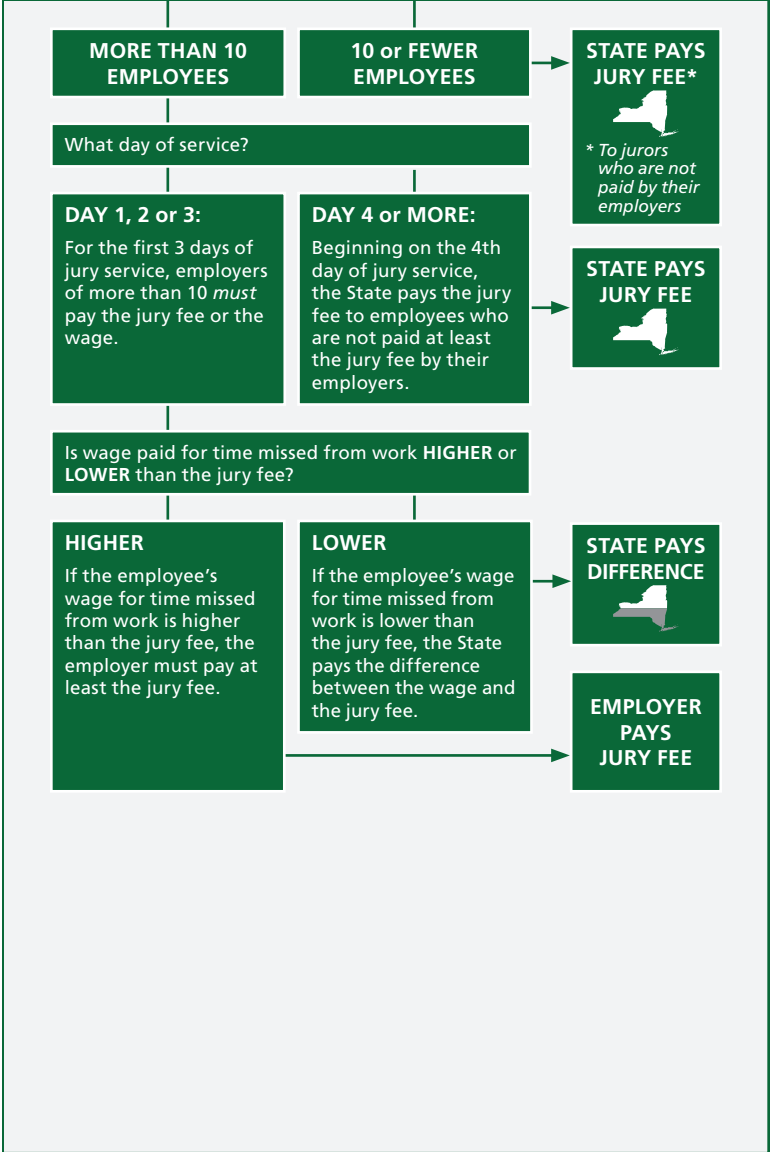 MORE THAN 10
EMPLOYEES
10 or FEWER
EMPLOYEES
STATE PAYS
JURY FEE*
* To jurors
who are not
paid by their
employers
What day of service?
DAY 1, 2 or 3:
For the first 3 days of
jury service, employers
of more than 10 must
pay the jury fee or the
wage.
DAY 4 or MORE:
Beginning on the 4th
day of jury service,
the State pays the jury
fee to employees who
are not paid at least
the jury fee by their
employers.
STATE PAYS
JURY FEE
Is wage paid for time missed from work HIGHER or
LOWER than the jury fee?
HIGHER
If the employee’s
wage for time missed
from work is higher
than the jury fee, the
employer must pay at
least the jury fee.
LOWER
If the employee’s wage
for time missed from
work is lower than
the jury fee, the State
pays the difference
between the wage and
the jury fee.
STATE PAYS
DIFFERENCE
EMPLOYER
PAYS
JURY FEE